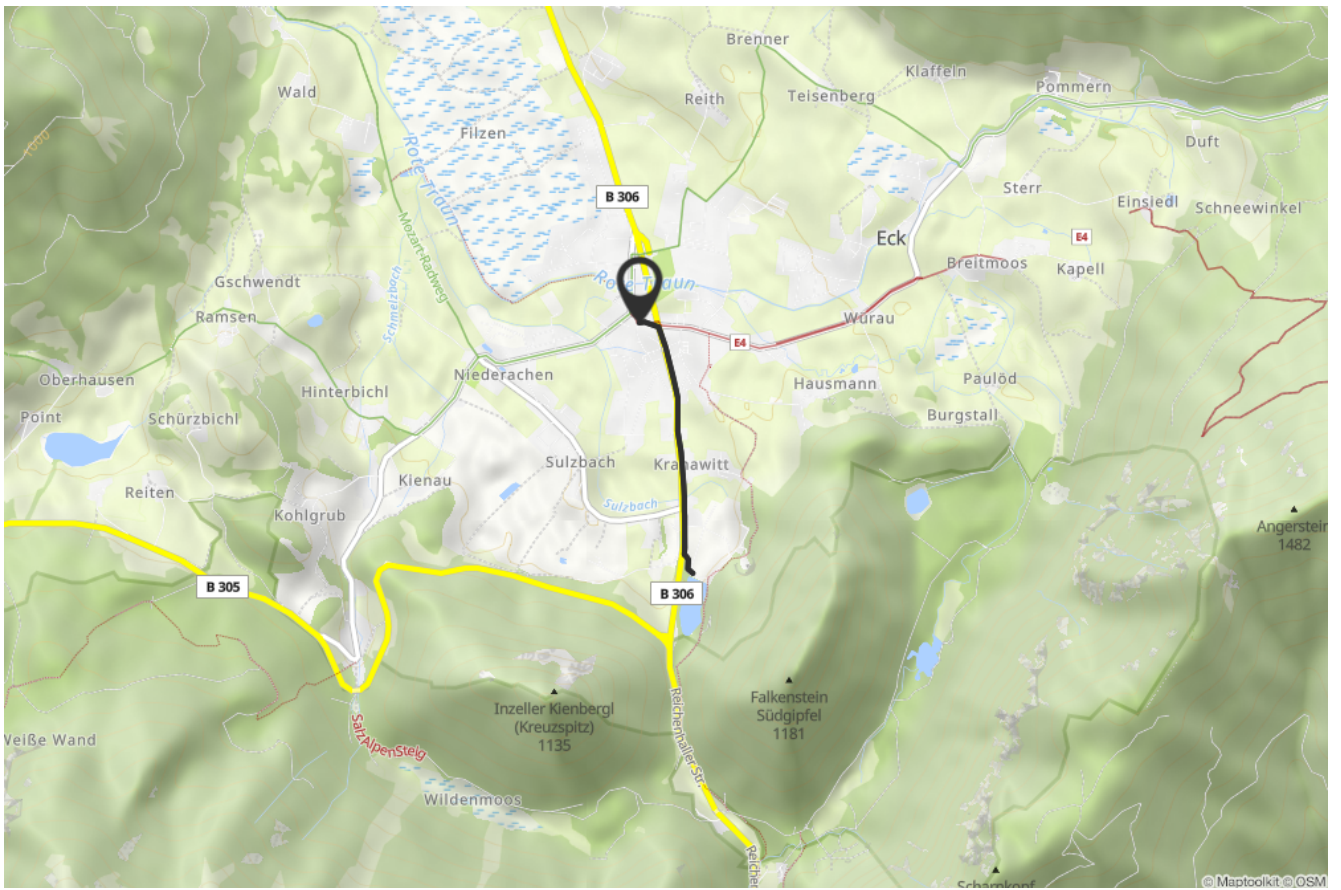 Brenner
Klaffeln
Pommern
Wald
Reith
Teisenberg
1000
Filzen
Duft
Rote Traun
B 306
Sterr
Einsiedl
Schneewinkel
Mozart-Radweg
Eck
E4
Breitmoos
Kapell
Gschwendt
Schmelzbach
Rote Traun
Ramsen
Wurau
E4
Niederachen
Oberhausen
Hinterbichl
Hausmann
Paulöd
Point
Schürzbichl
Burgstall
Sulzbach
Kranawitt
Reiten
Kienau
Kohlgrub
Sulzbach
Angerstein
1482
B 305
B 306
Inzeller Kienbergl
(Kreuzspitz)
1135
Falkenstein
Südgipfel
1181
Reichenhaller Str.
Weiße Wand
SalzAlpenSteig
Wildenmoos
Reichen
Scharnkopf
© Maptoolkit © OSM